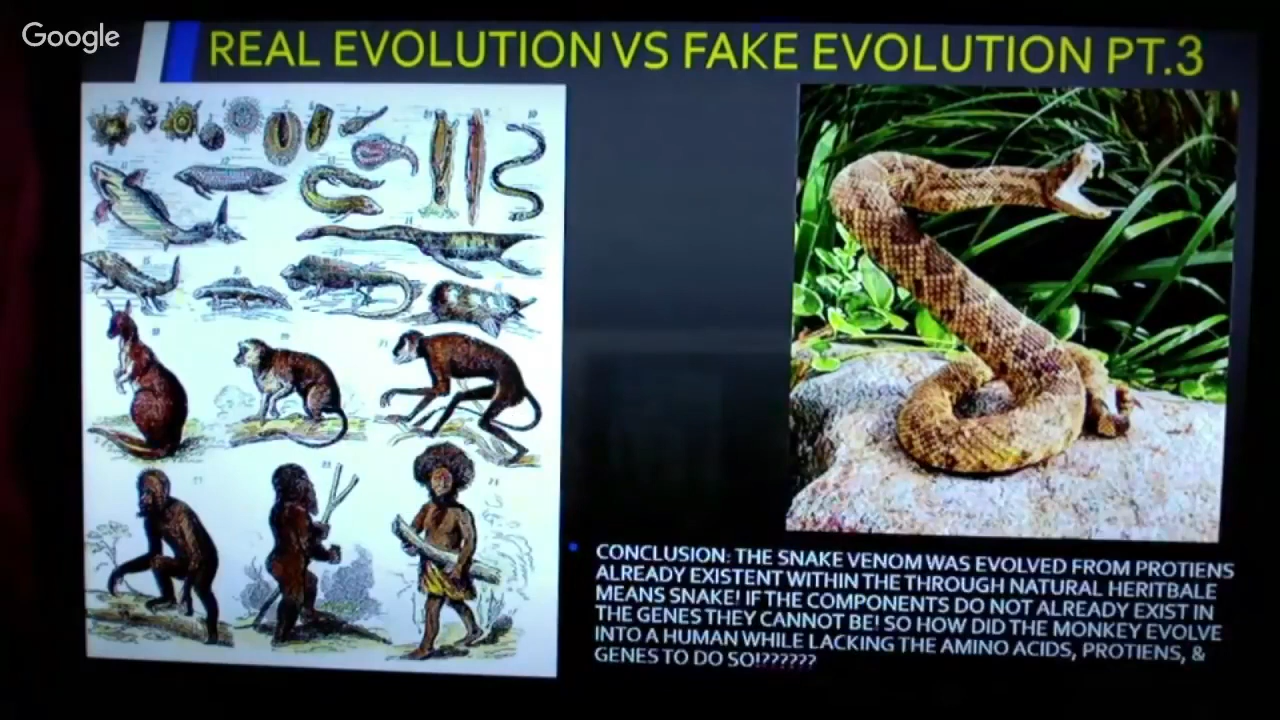 Google
REAL EVOLUTION VS FAKE EVOLUTION PT.3
CONCLUSION: THE SNAKE VENOM WAS EVOLVED FROM PROTIENS
ALREADY EXISTENT WITHIN THE THROUGH NATURAL HERITBALE
MEANS SNAKE! IF THE COMPONENTS DO NOT ALREADY EXIST IN
THE GENES THEY CANNOT BE! SO HOW DID THE MONKEY EVOLVE
INTO A HUMAN WHILE LACKING THE AMINO ACIDS, PROTIENS, &
GENES TO DO SO!??????